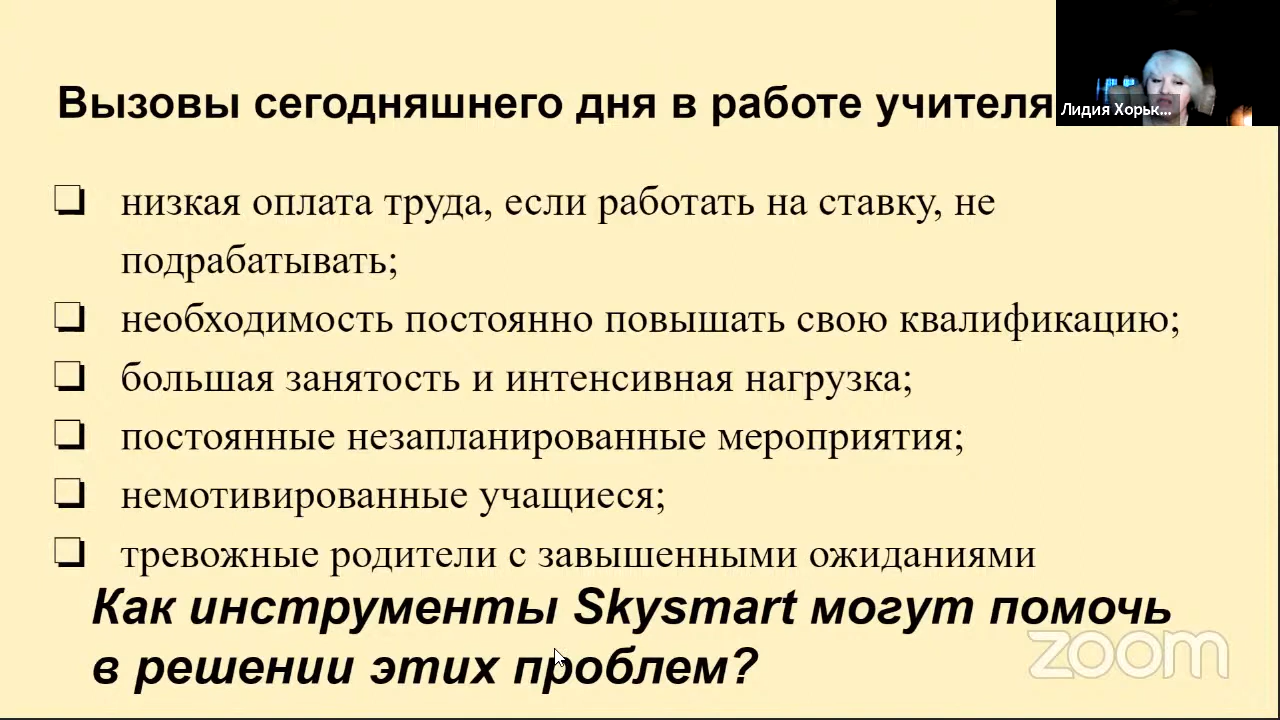 Вызовы сегодняшнего дня в работе учителя
Лидия Хорьк...
низкая оплата труда, если работать на ставку, не
подрабатывать;
необходимость постоянно повышать свою квалификацию;
большая занятость и интенсивная нагрузка;
постоянные незапланированные мероприятия;
немотивированные учащиеся;
тревожные родители с завышенными ожиданиями
Как инструменты Skysmart могут помочь
в решении этих проблем?
zoom